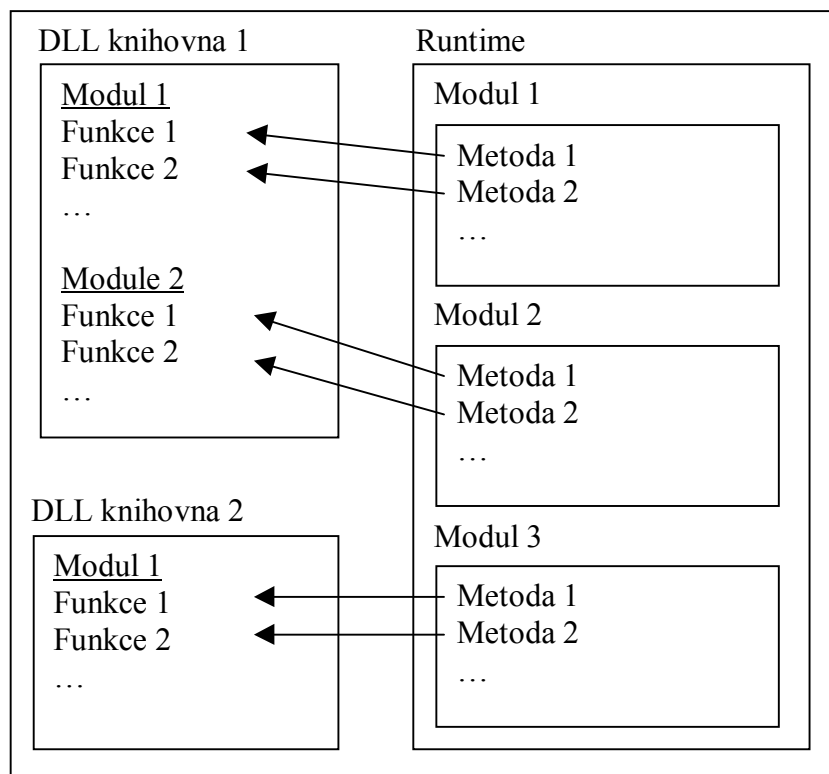 DLL knihovna 1
Modul 1
Funkce 1
Funkce 2
…
Module 2
Funkce 1
Funkce 2
…
DLL knihovna 2
Modul 1
Funkce 1
Funkce 2
…
Runtime
Modul 1
Metoda 1
Metoda 2
…
Modul 2
Metoda 1
Metoda 2
…
Modul 3
Metoda 1
Metoda 2
…